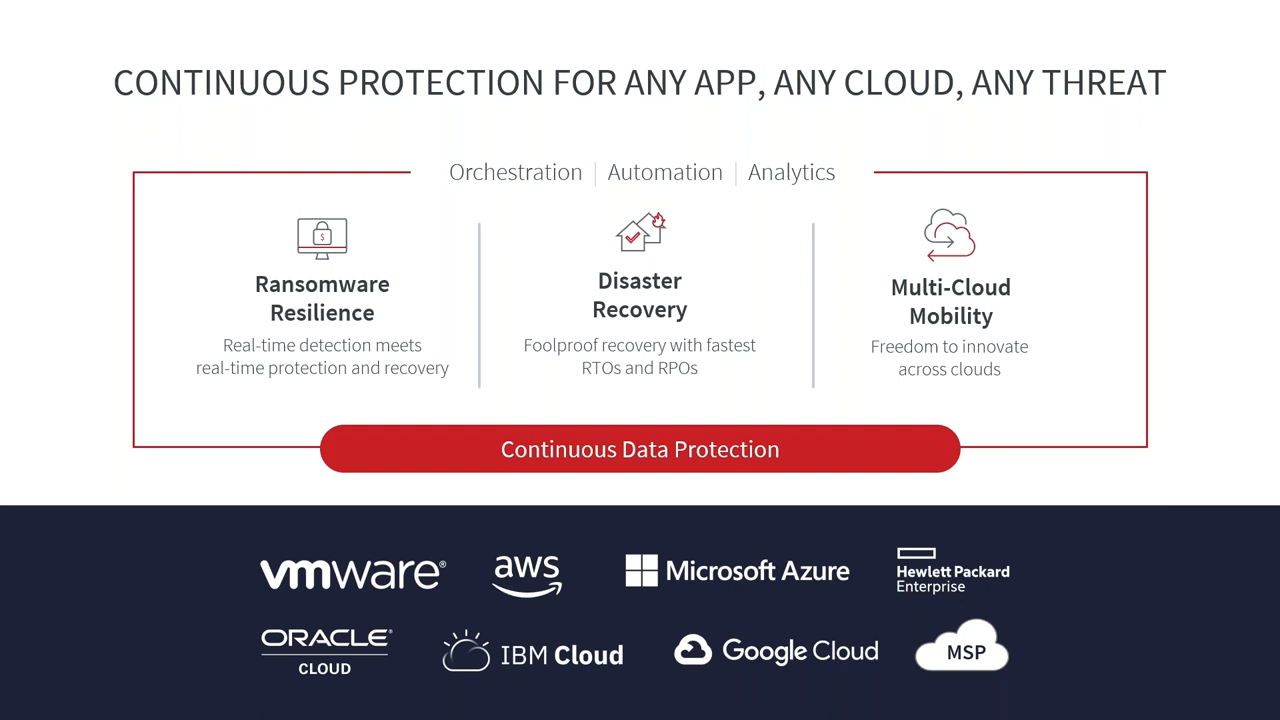 CONTINUOUS PROTECTION FOR ANY APP, ANY CLOUD, ANY THREAT
Orchestration | Automation | Analytics
$
Ransomware
Resilience
Real-time detection meets
real-time protection and recovery
Disaster
Recovery
Foolproof recovery with fastest
RTOs and RPOs
Multi-Cloud
Mobility
Freedom to innovate
across clouds
Continuous Data Protection
vmware®
aws
Microsoft Azure
Hewlett Packard
Enterprise
ORACLE®
CLOUD
IBM Cloud
Google Cloud
MSP